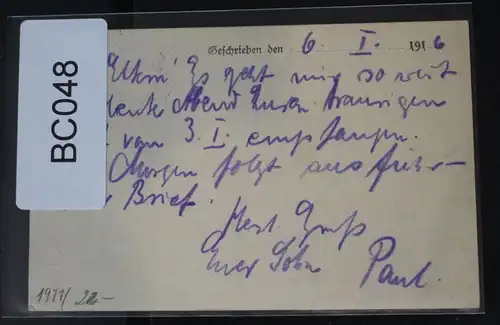 BC048
Geschrieben den 6. I. 1916
Eltern! Es geht mir so weit
Heute Abend Euren traurigen
vom 3. I. empfangen.
Morgen folgt ausführ-
Brief.
Herzl. Gruß
Euer Sohn Paul.
1977/ 22.-